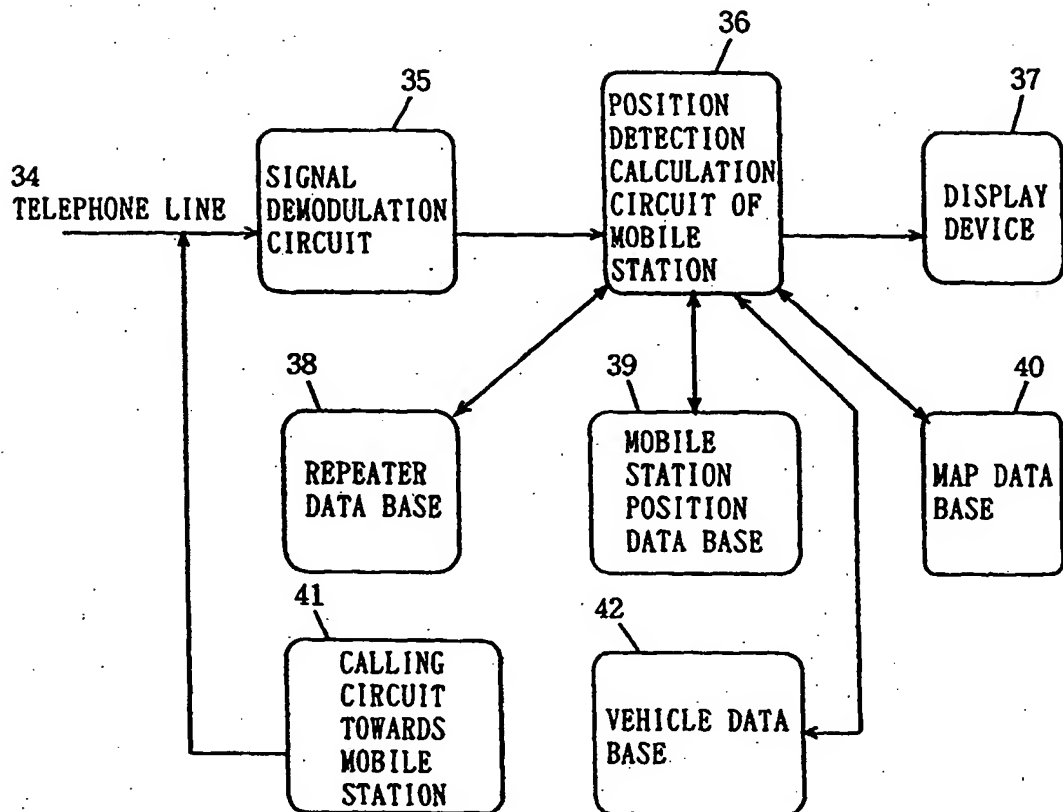 36
35
37
34
TELEPHONE LINE
SIGNAL
DEMODULATION
CIRCUIT
POSITION
DETECTION
CALCULATION
CIRCUIT OF
MOBILE
STATION
DISPLAY
DEVICE
38
39
40
REPEATER
DATA BASE
MOBILE
STATION
POSITION
DATA BASE
MAP DATA
BASE
41
42
CALLING
CIRCUIT
TOWARDS
MOBILE
STATION
VEHICLE DATA
BASE